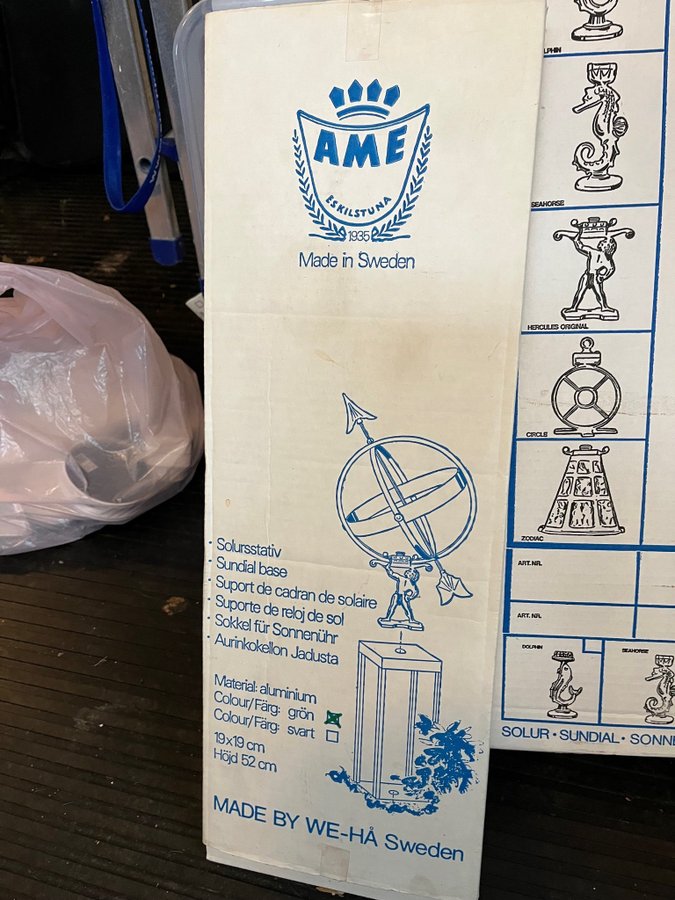 AME
ESKILSTUNA
1935
Made in Sweden
· Solursstativ
· Sundial base
· Suport de cadran de solaire
· Suporte de reloj de sol
· Sokkel für Sonnenühr
· Aurinkokellon Jadusta
Material: aluminium
Colour/Färg: grön
Colour/Färg: svart
19x19 cm
Höjd 52 cm
MADE BY WE-HÅ Sweden
SEAHORSE
HERCULES ORIGINAL
CIRCLE
ZODIAC
ART. NR.
ART. NR.
DOLPHIN
SEAHORSE
SOLUR · SUNDIAL ·